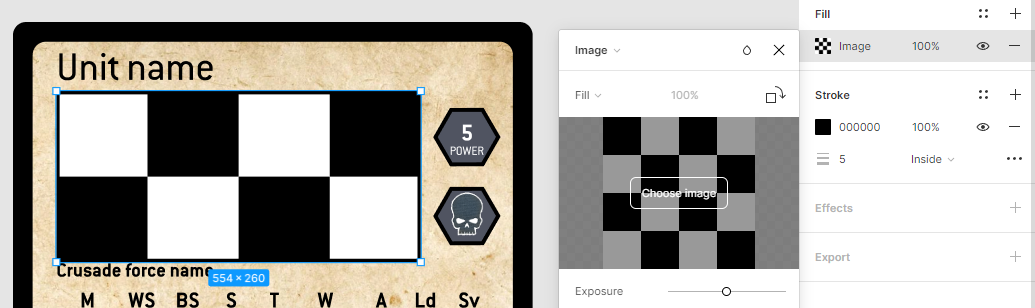 Unit name
5
POWER
Crusade force name
554 × 260
M WS BS S T W A Ld Sv
Image
Fill 100%
Choose image
Exposure
Fill
Image 100%
Stroke
000000 100%
5 Inside
Effects
Export